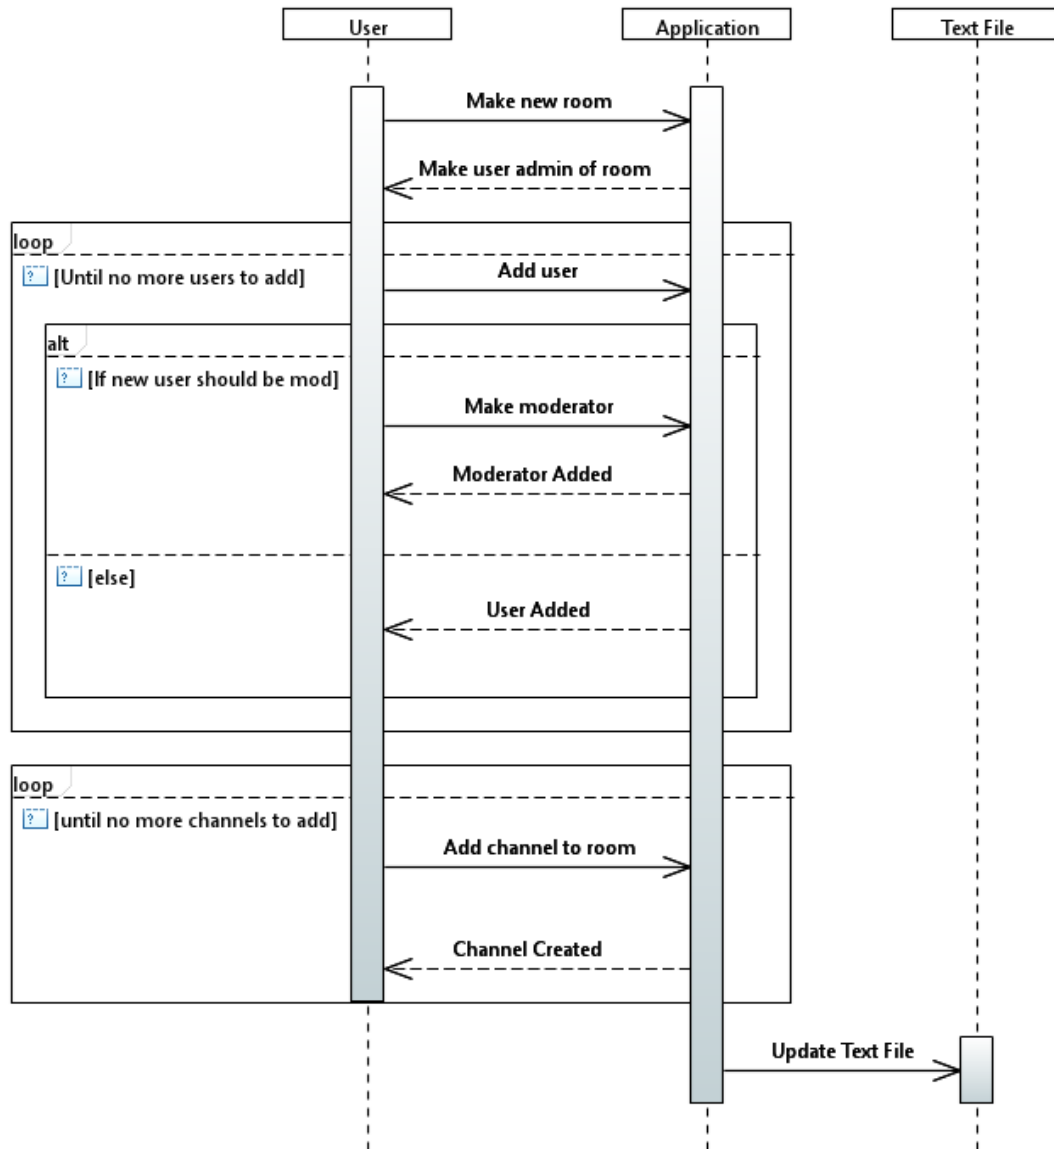 User
Application
Text File
Make new room
Make user admin of room
loop
[Until no more users to add]
Add user
alt
[If new user should be mod]
Make moderator
Moderator Added
[else]
User Added
loop
[until no more channels to add]
Add channel to room
Channel Created
Update Text File